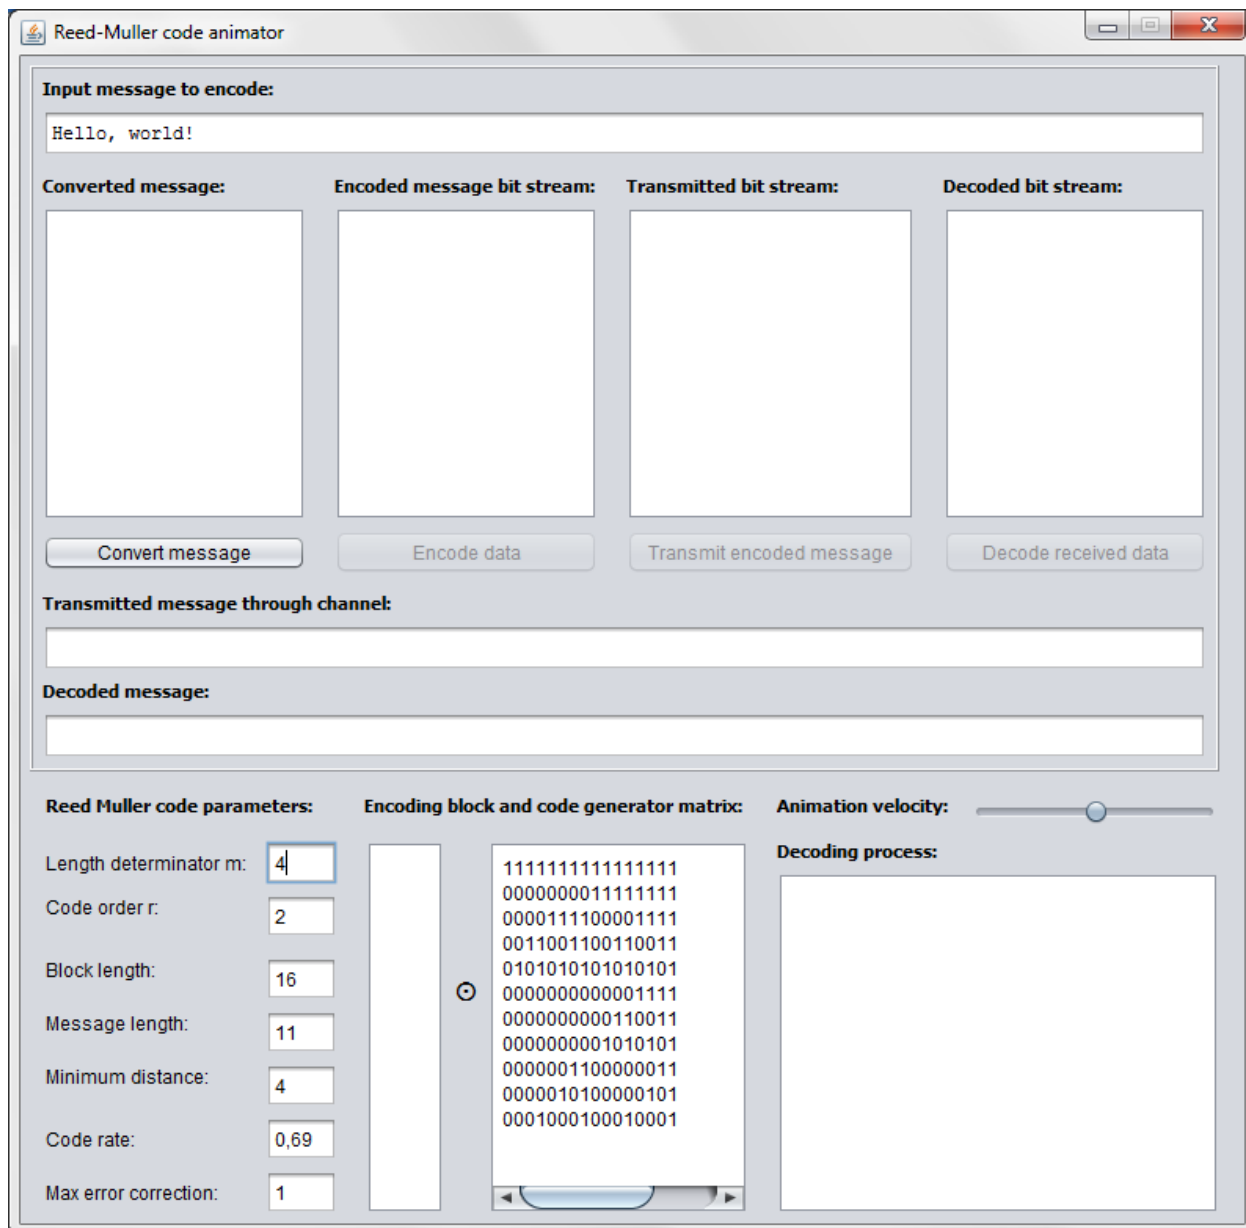 Reed-Muller code animator
Input message to encode:
Hello, world!
Converted message: Encoded message bit stream: Transmitted bit stream: Decoded bit stream:
Convert message Encode data Transmit encoded message Decode received data
Transmitted message through channel:
Decoded message:
Reed Muller code parameters: Encoding block and code generator matrix: Animation velocity:
Length determinator m: 4
Code order r: 2
Block length: 16
Message length: 11
Minimum distance: 4
Code rate: 0,69
Max error correction: 1
1111111111111111
0000000011111111
0000111100001111
0011001100110011
0101010101010101
0000000000001111
0000000000110011
0000000001010101
0000001100000011
0000010100000101
0001000100010001
Decoding process: